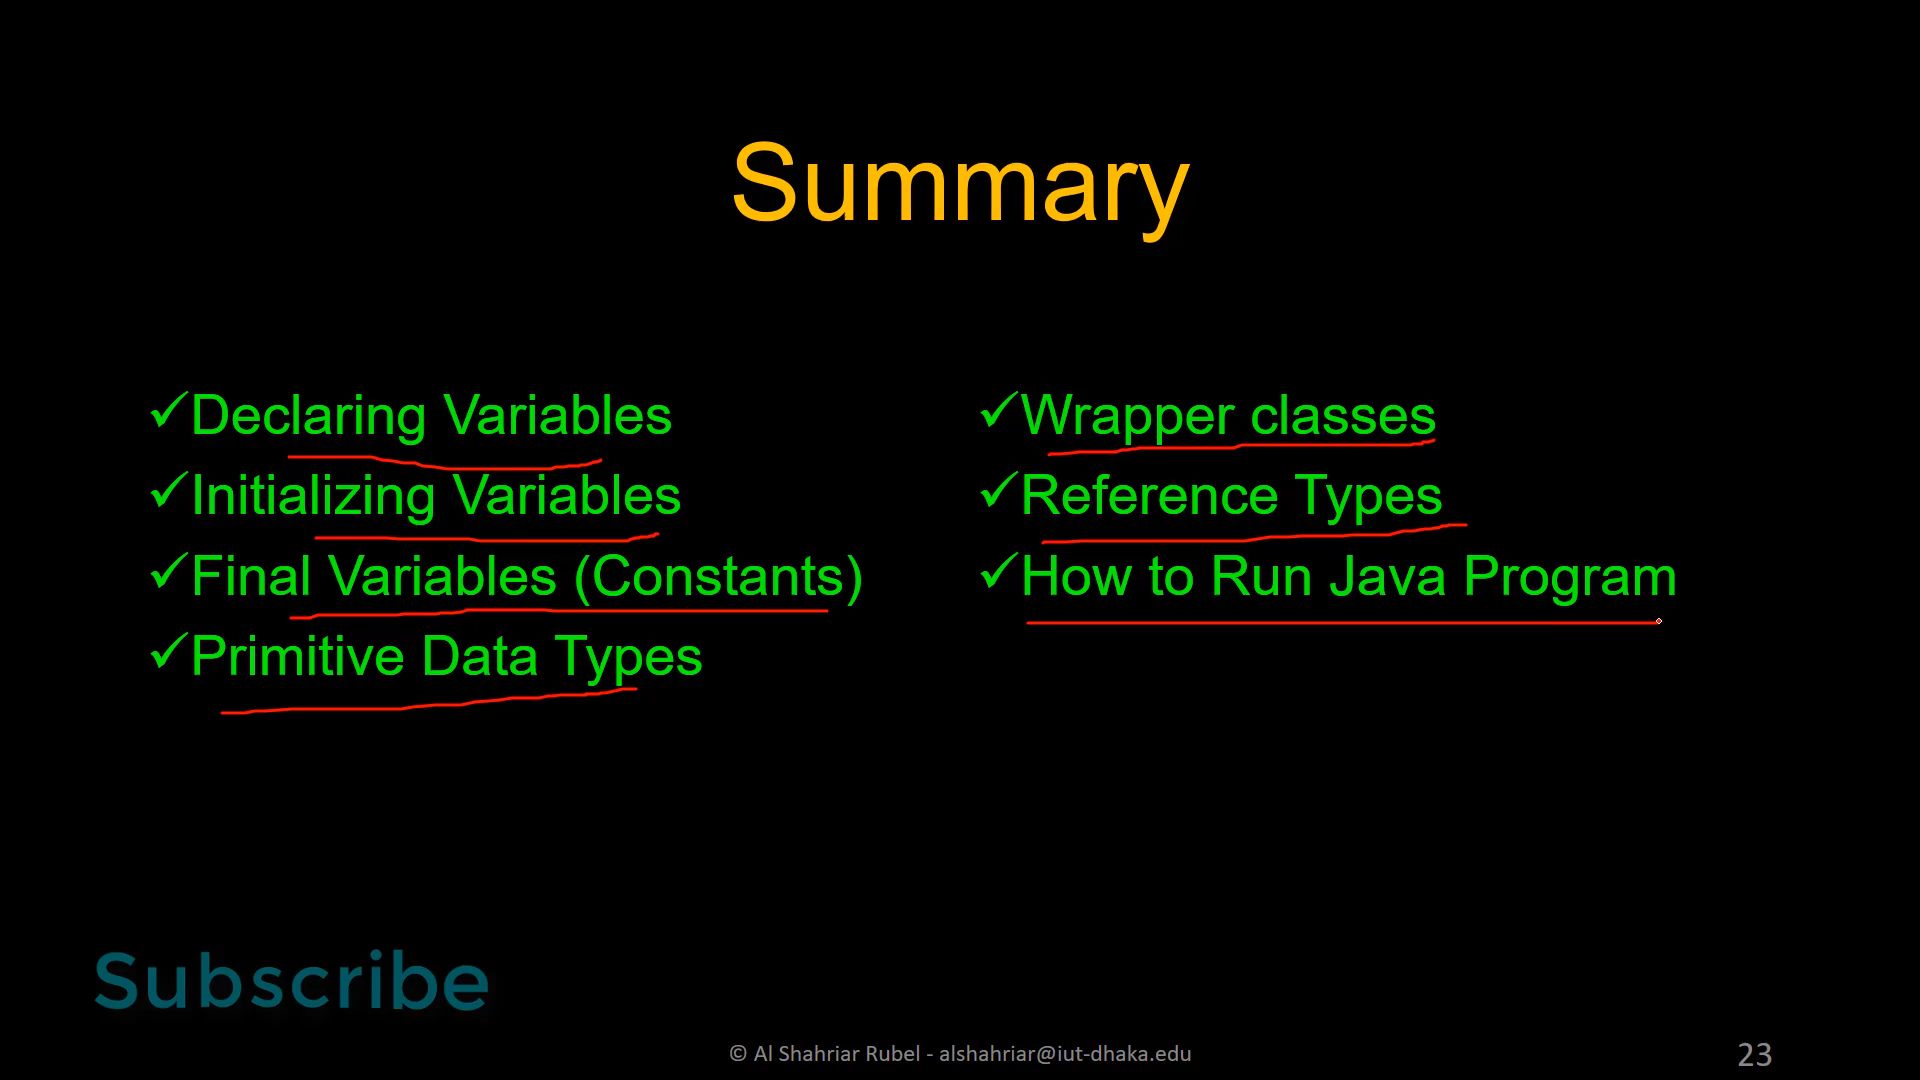 Summary
✓Declaring Variables
✓Initializing Variables
✓Final Variables (Constants)
✓Primitive Data Types
✓Wrapper classes
✓Reference Types
✓How to Run Java Program
Subscribe
© Al Shahriar Rubel - alshahriar@iut-dhaka.edu
23